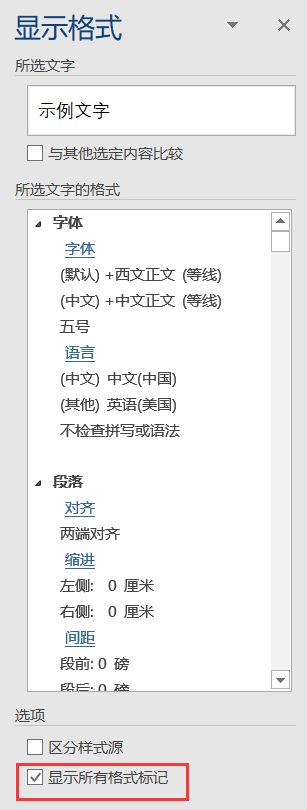 显示格式
所选文字
示例文字
与其他选定内容比较
所选文字的格式
字体
字体
(默认) +西文正文 (等线)
(中文) +中文正文 (等线)
五号
语言
(中文) 中文(中国)
(其他) 英语(美国)
不检查拼写或语法
段落
对齐
两端对齐
缩进
左侧: 0 厘米
右侧: 0 厘米
间距
段前: 0 磅
段后: 0 磅
选项
区分样式源
显示所有格式标记